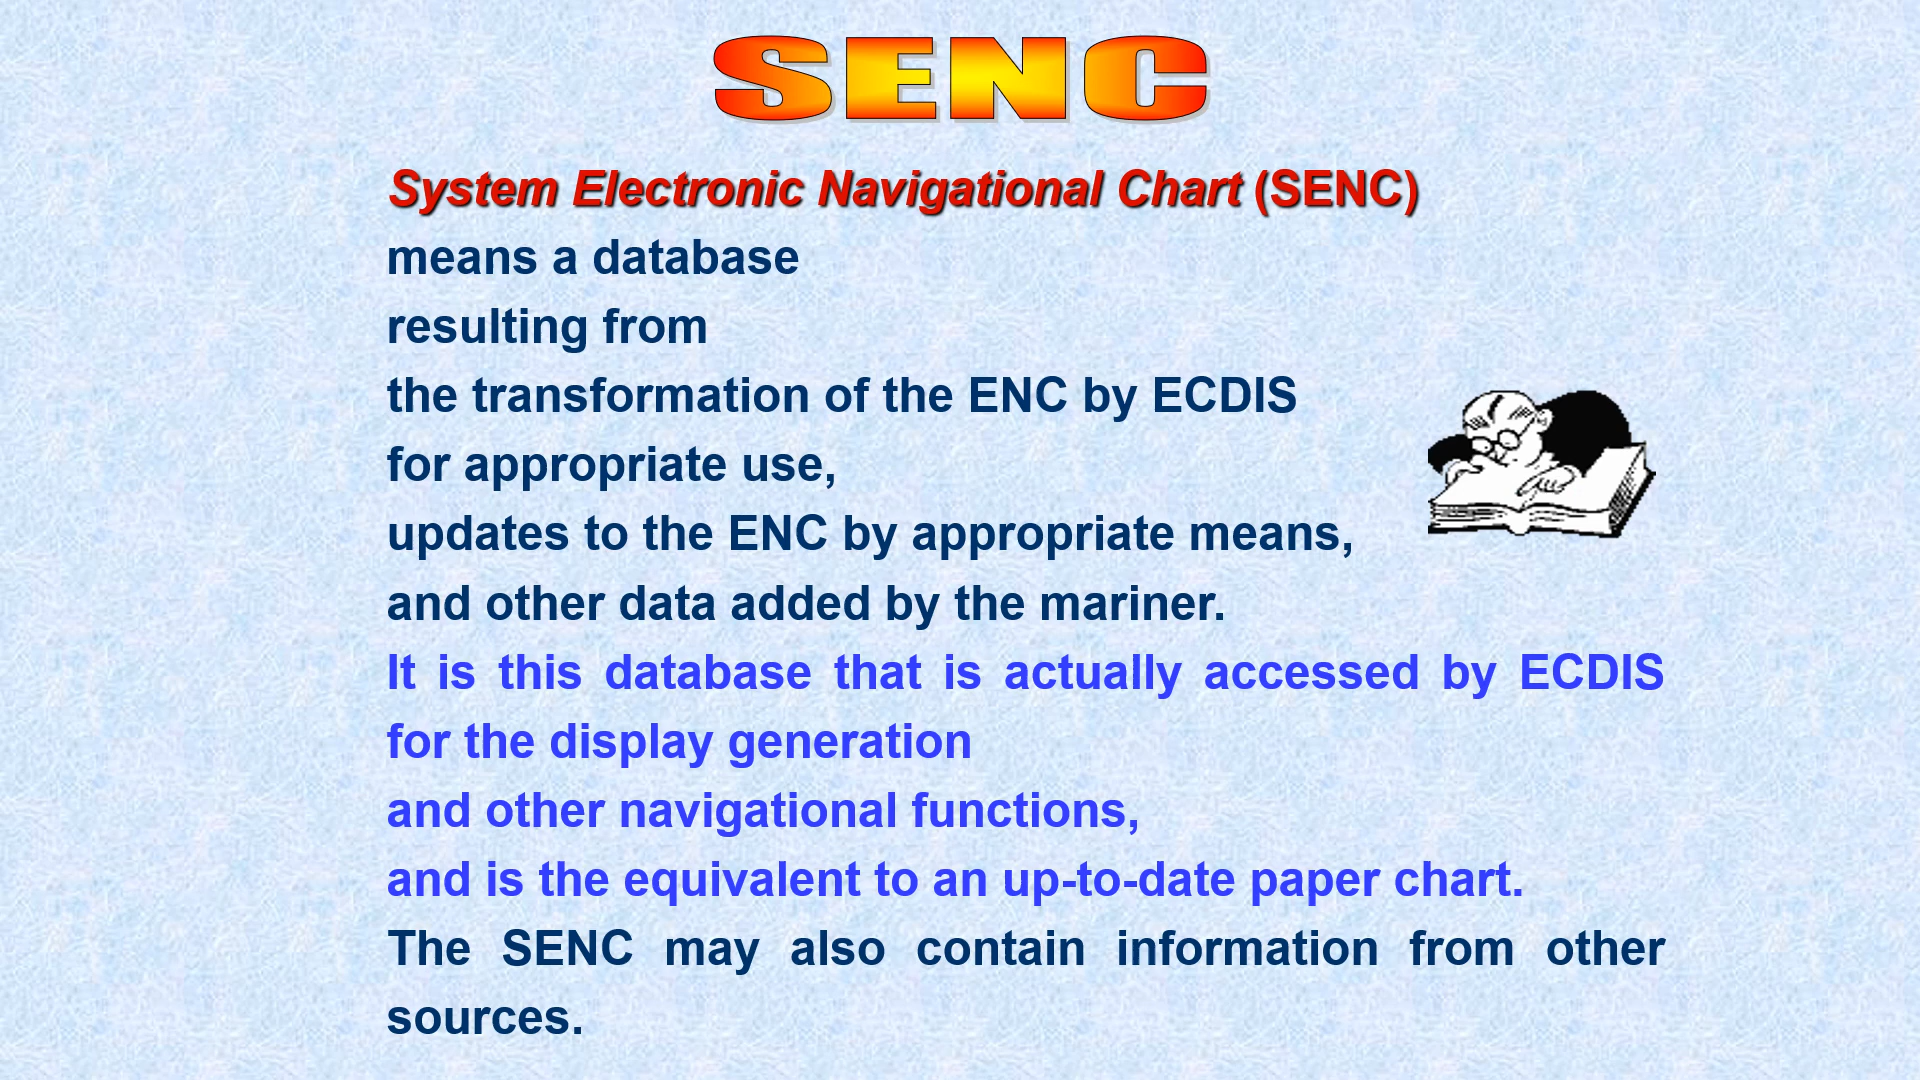 SENC
System Electronic Navigational Chart (SENC)
means a database
resulting from
the transformation of the ENC by ECDIS
for appropriate use,
updates to the ENC by appropriate means,
and other data added by the mariner.
It is this database that is actually accessed by ECDIS
for the display generation
and other navigational functions,
and is the equivalent to an up-to-date paper chart.
The SENC may also contain information from other
sources.